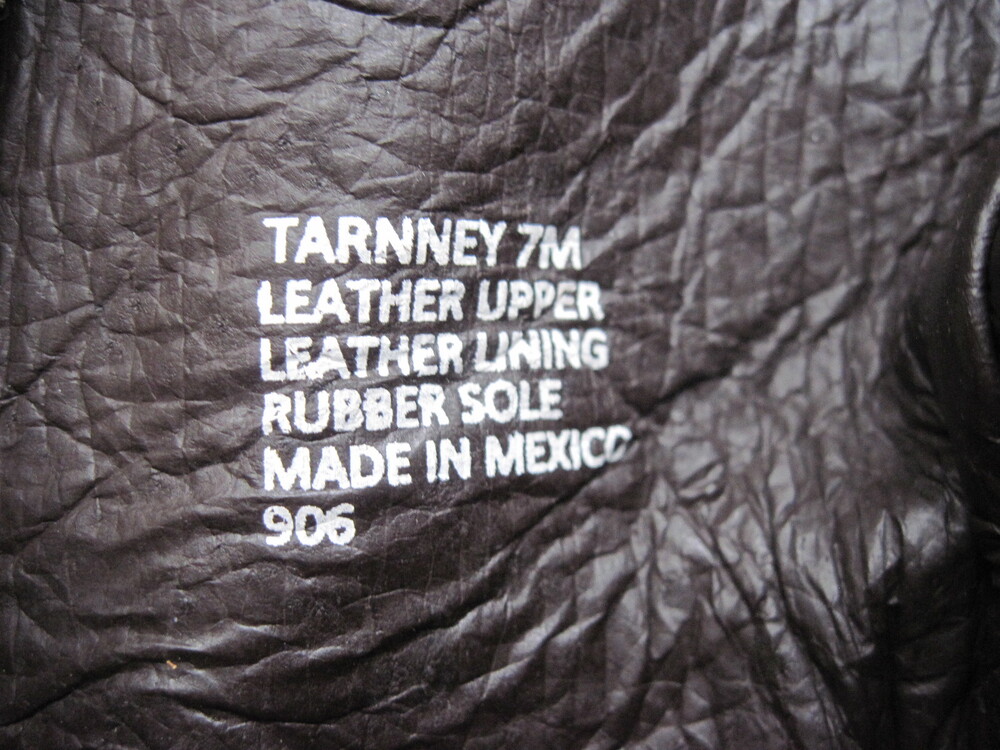 TARNNEY 7M
LEATHER UPPER
LEATHER LINING
RUBBER SOLE
MADE IN MEXICO
906